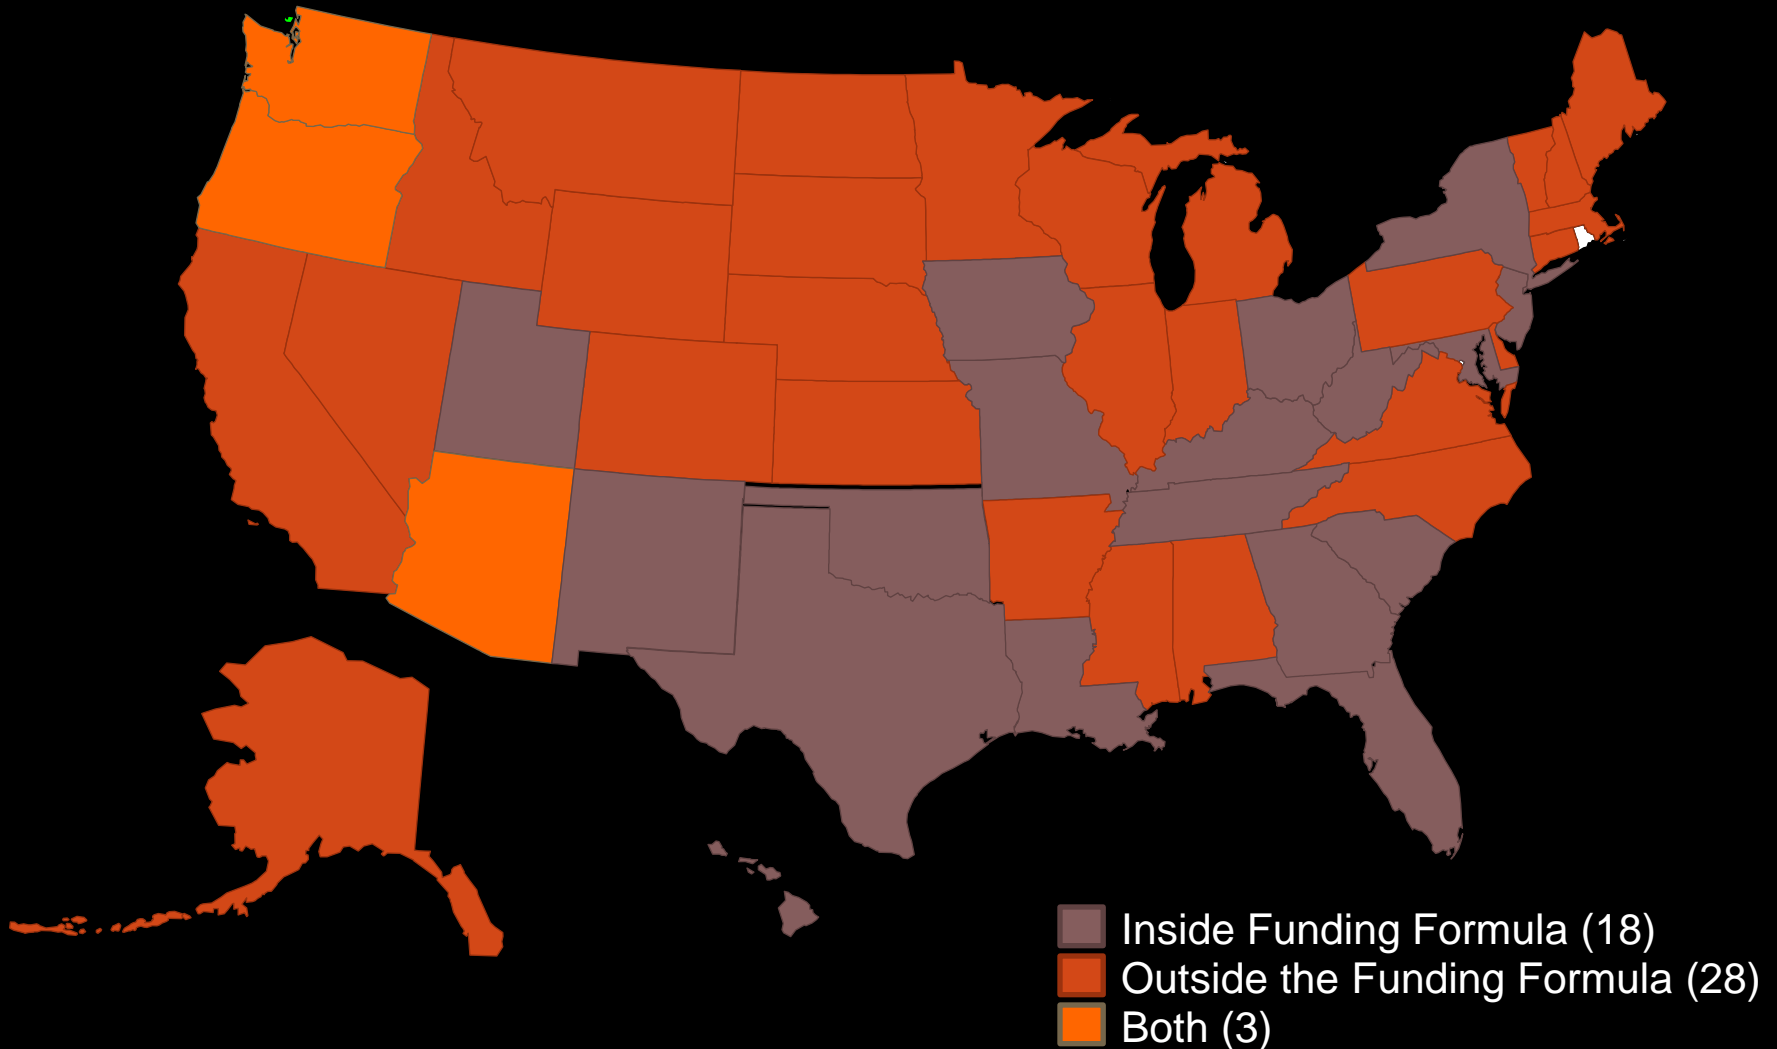 Inside Funding Formula (18)
Outside the Funding Formula (28)
Both (3)